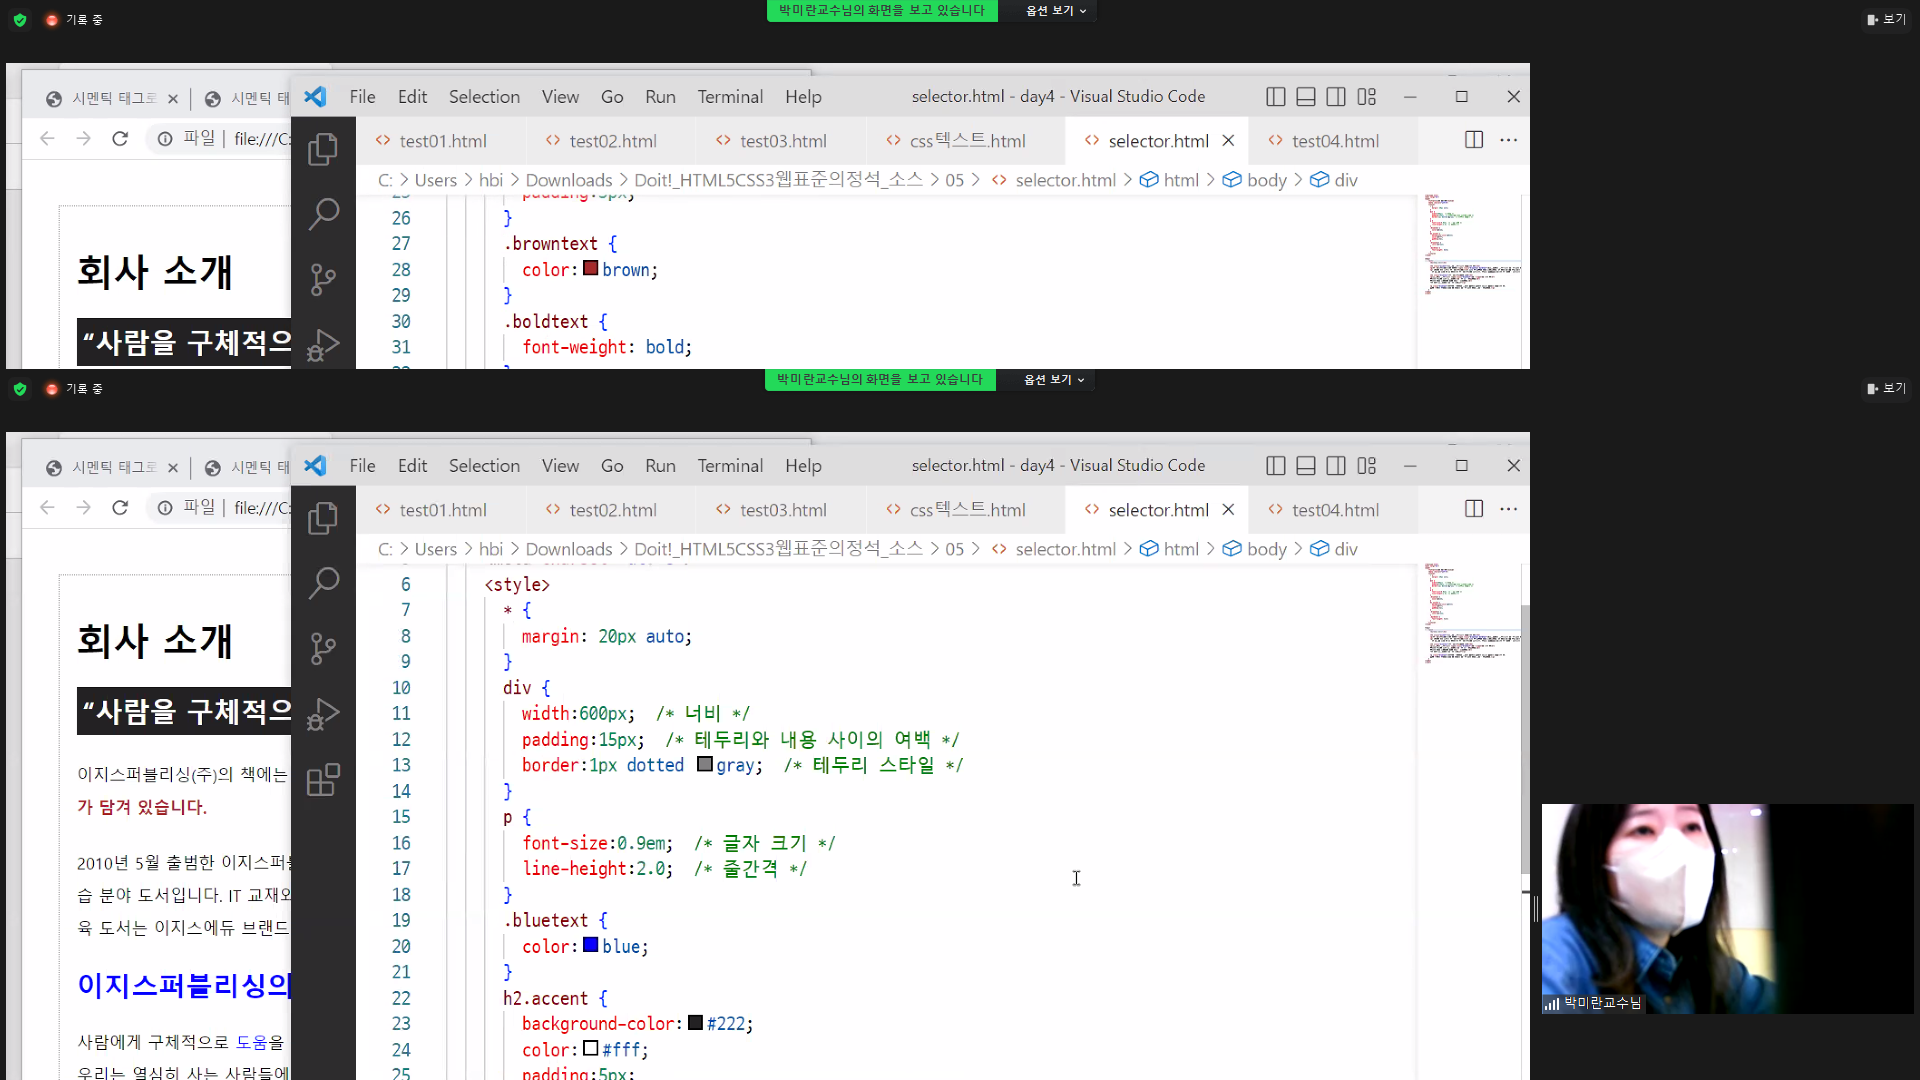 기록 중
박미란교수님의 화면을 보고 있습니다
옵션 보기
보기
시멘틱 태그로
시멘틱 태
File Edit Selection View Go Run Terminal Help
selector.html - day4 - Visual Studio Code
파일 | file:///C:
test01.html test02.html test03.html css텍스트.html selector.html test04.html
C: > Users > hbi > Downloads > Doit!_HTML5CSS3웹표준의정석_소스 > 05 > selector.html > html > body > div
회사 소개
“사람을 구체적으
26 }
27 .browntext {
28 color: brown;
29 }
30 .boldtext {
31 font-weight: bold;
기록 중
박미란교수님의 화면을 보고 있습니다
옵션 보기
보기
시멘틱 태그로
시멘틱 태
File Edit Selection View Go Run Terminal Help
selector.html - day4 - Visual Studio Code
파일 | file:///C:
test01.html test02.html test03.html css텍스트.html selector.html test04.html
C: > Users > hbi > Downloads > Doit!_HTML5CSS3웹표준의정석_소스 > 05 > selector.html > html > body > div
회사 소개
“사람을 구체적으
이지스퍼블리싱(주)의 책에는
가 담겨 있습니다.
2010년 5월 출범한 이지스퍼
습 분야 도서입니다. IT 교재와
육 도서는 이지스에듀 브랜드
이지스퍼블리싱의
사람에게 구체적으로 도움을
우리는 열심히 사는 사람들에
6 <style>
7 * {
8 margin: 20px auto;
9 }
10 div {
11 width:600px; /* 너비 */
12 padding:15px; /* 테두리와 내용 사이의 여백 */
13 border:1px dotted gray; /* 테두리 스타일 */
14 }
15 p {
16 font-size:0.9em; /* 글자 크기 */
17 line-height:2.0; /* 줄간격 */
18 }
19 .bluetext {
20 color: blue;
21 }
22 h2.accent {
23 background-color: #222;
24 color: #fff;
25 padding:5px;
박미란교수님